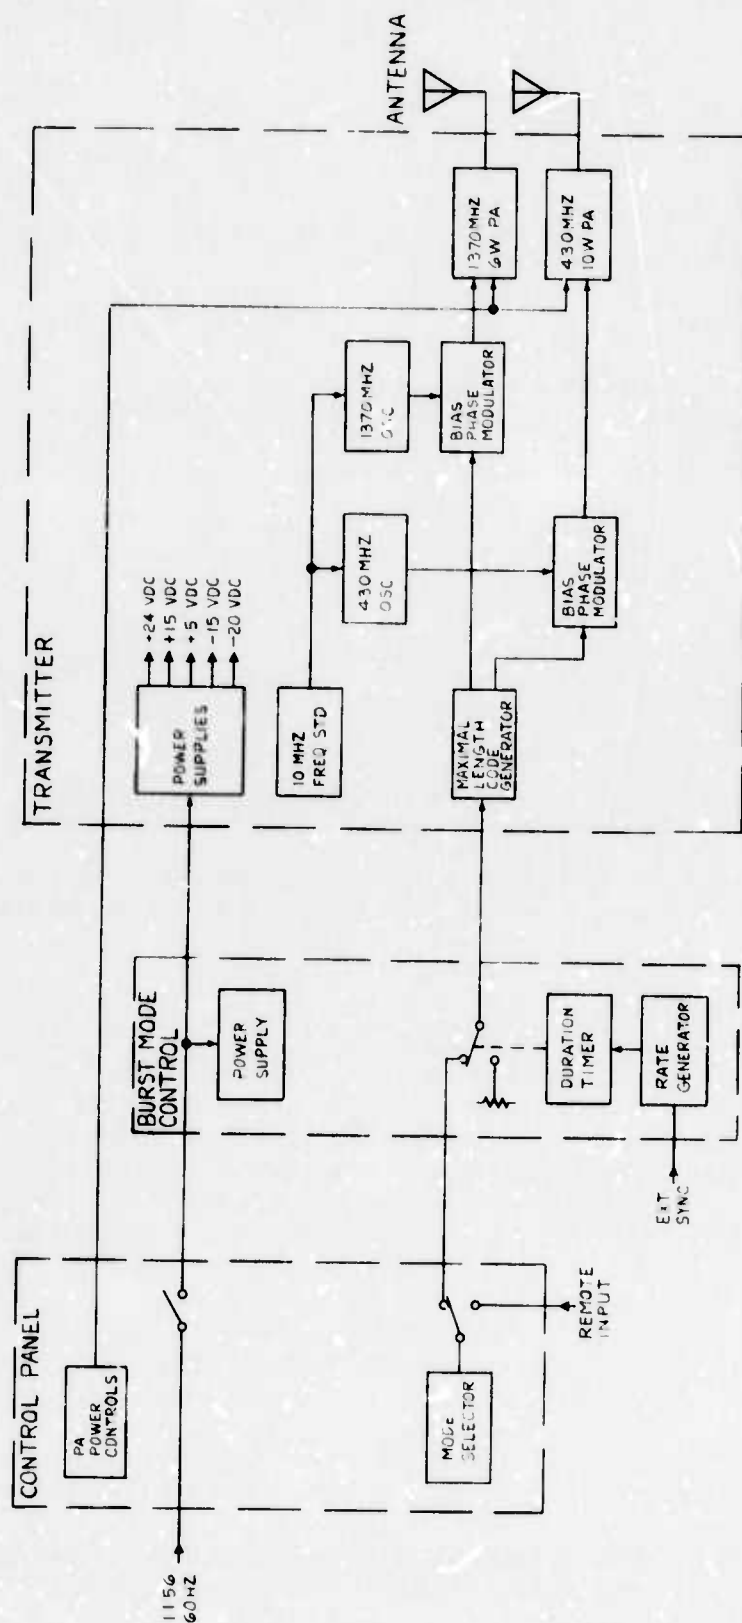 CONTROL PANEL
PA
POWER
CONTROLS
1156
60HZ
MODE
SELECTOR
REMOTE
INPUT
BURST MODE
CONTROL
POWER
SUPPLY
DURATION
TIMER
RATE
GENERATOR
EXT
SYNC
TRANSMITTER
POWER
SUPPLIES
+24 VDC
+15 VDC
+5 VDC
-15 VDC
-20 VDC
10 MHZ
FREQ STD
430 MHZ
OSC
1370MHZ
OSC
MAXIMAL
LENGTH
CODE
GENERATOR
BIAS
PHASE
MODULATOR
BIAS
PHASE
MODULATOR
1370MHZ
6W PA
430MHZ
10W PA
ANTENNA